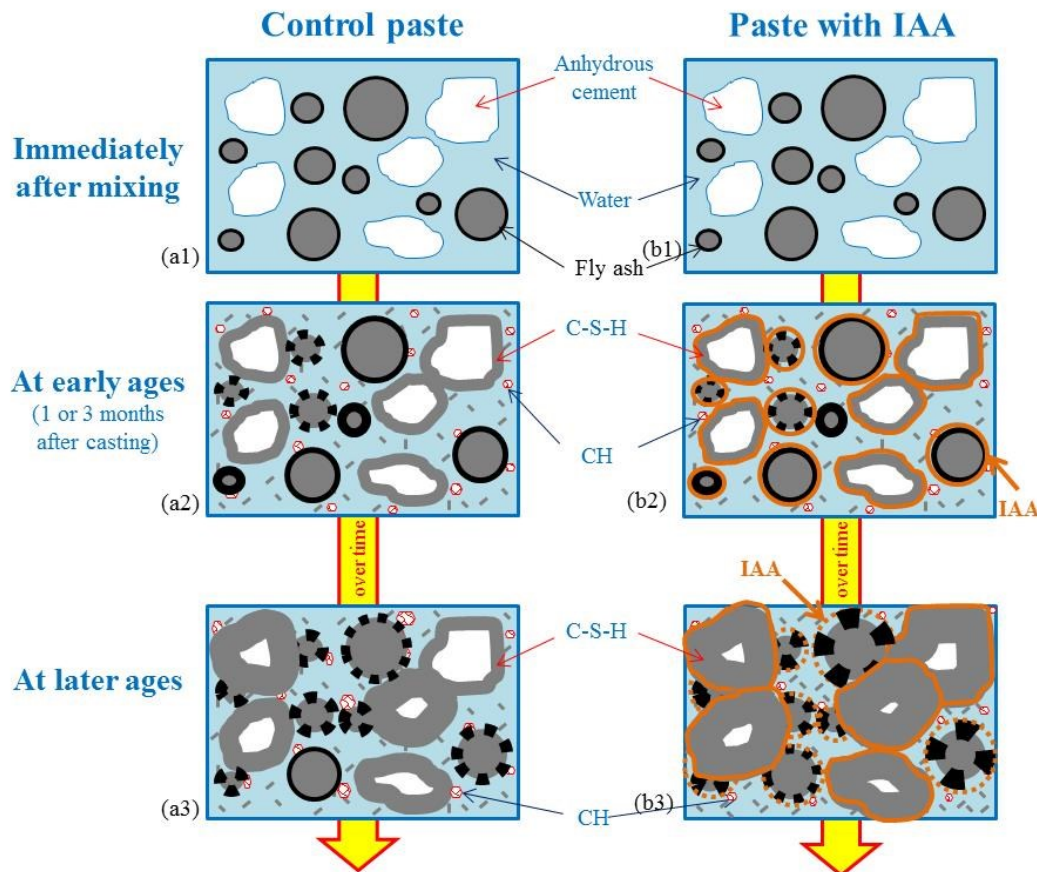 Control paste
Paste with IAA
Immediately
after mixing
Anhydrous
cement
Water
Fly ash
(a1)
(b1)
At early ages
(1 or 3 months
after casting)
C-S-H
CH
IAA
(a2)
(b2)
over time
over time
IAA
At later ages
C-S-H
CH
(a3)
(b3)